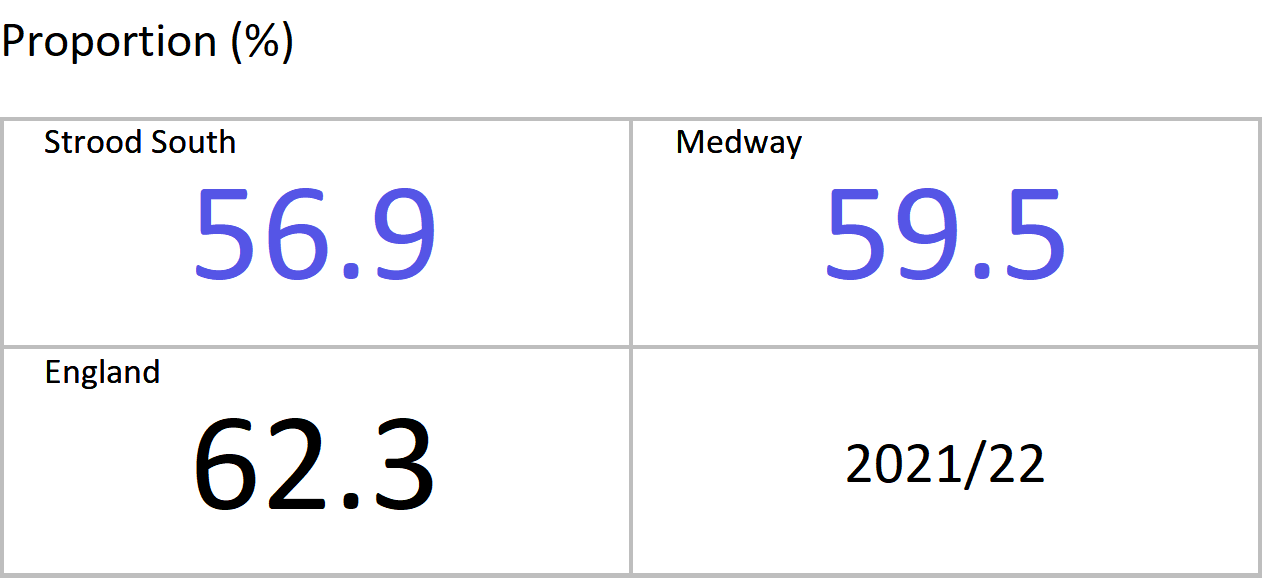 Proportion (%)
Strood South
56.9
Medway
59.5
England
62.3
2021/22